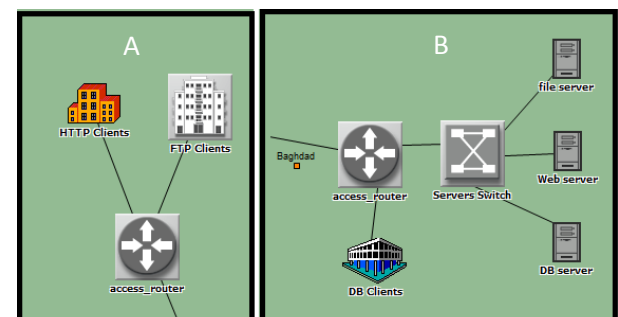 A
HTTP Clients
FTP Clients
access_router
B
file server
Baghdad
access_router
Servers Switch
Web server
DB Clients
DB server